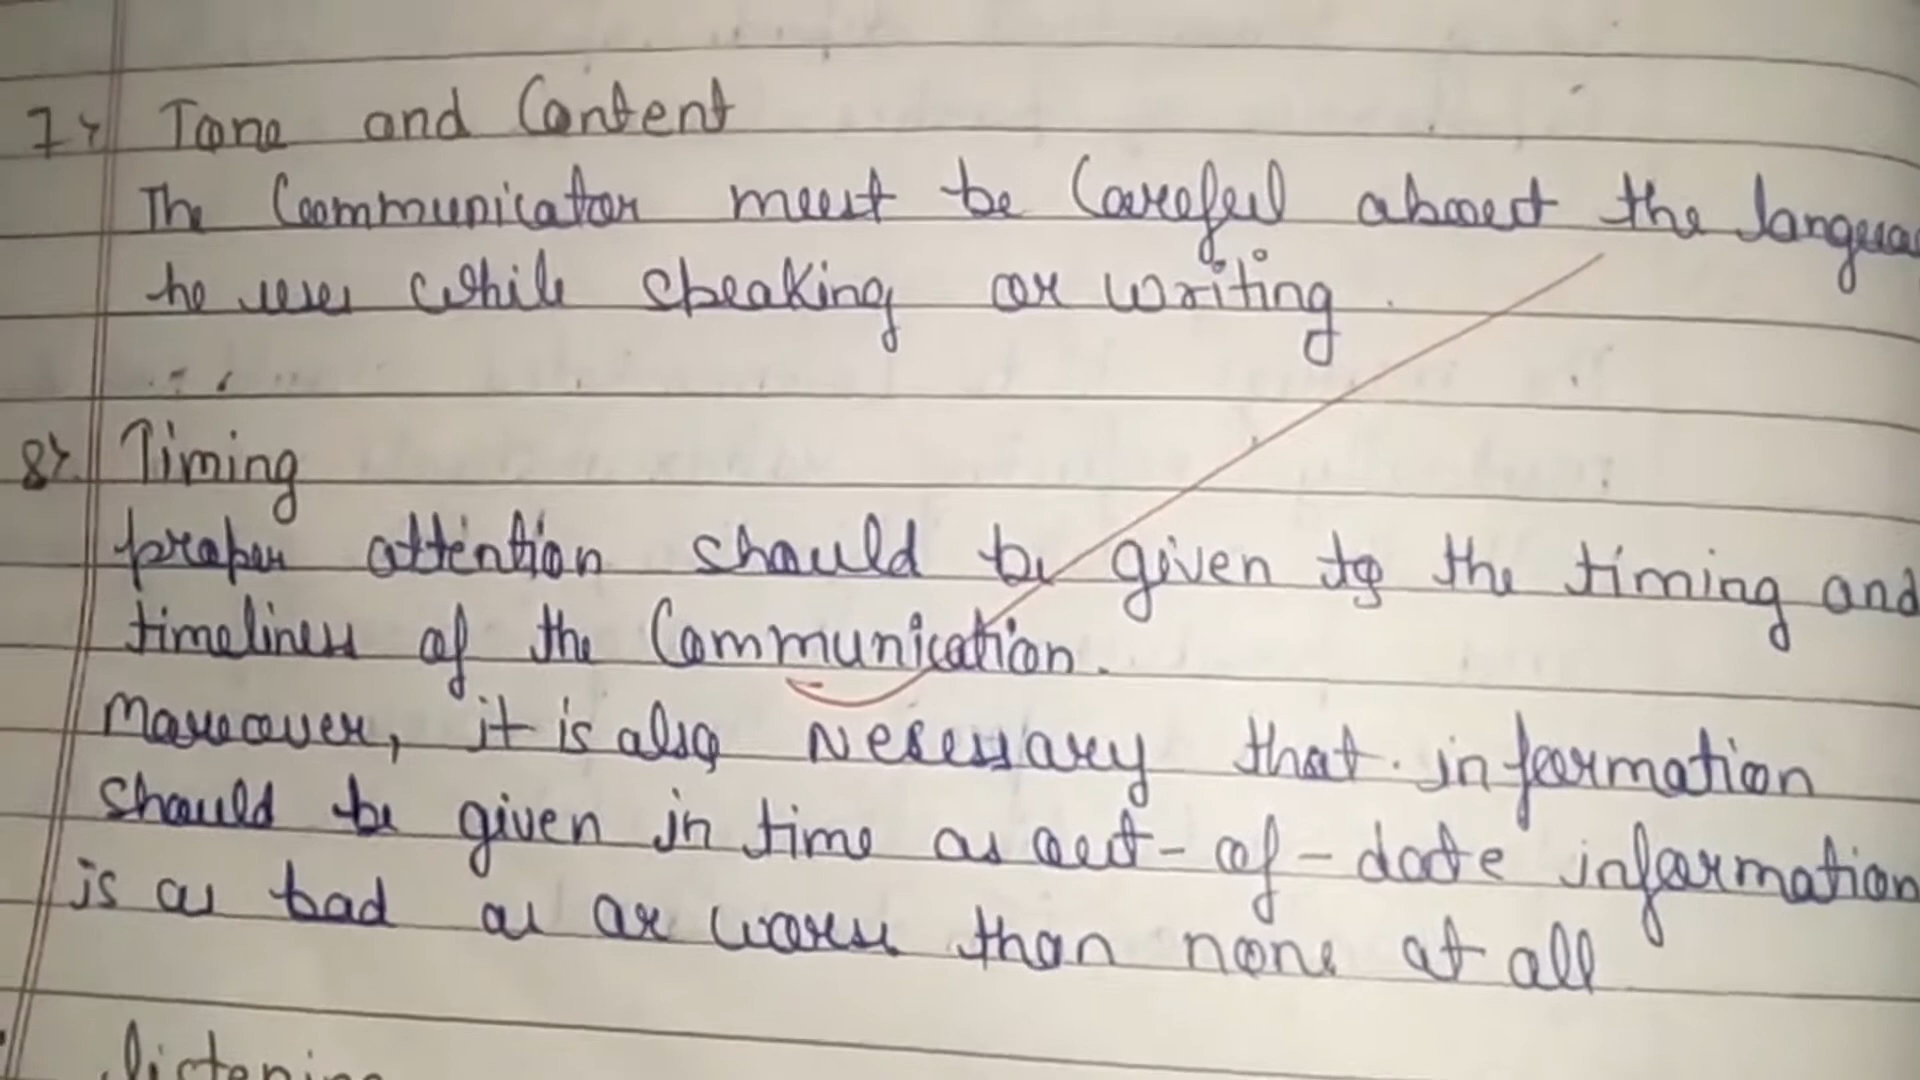 7> Tone and Content
The Communicator must be Careful about the langua
he uses while speaking or writing.
8>. Timing
proper attention should be given to the timing and
timeliness of the Communication.
Moreover, it is also Necessary that information
should be given in time as out-of-date information
is as bad as or worse than none at all
listening